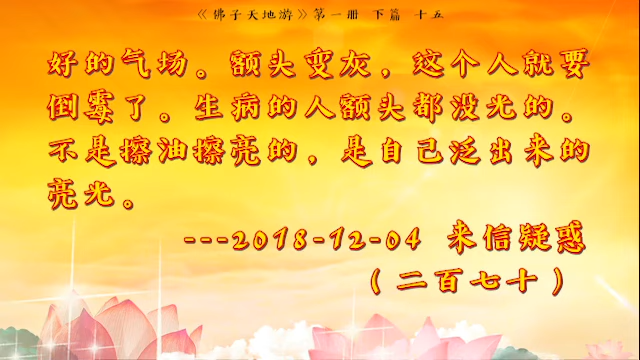 《佛子天地游》第一册 下篇 十五
好的气场。额头变灰，这个人就要
倒霉了。生病的人额头都没光的。
不是擦油擦亮的，是自己泛出来的
亮光。
---2018-12-04 来信疑惑
（二百七十）